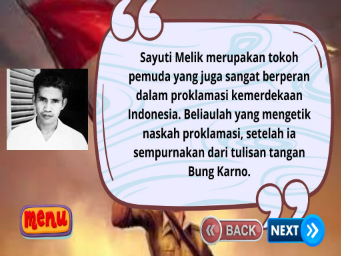 Sayuti Melik merupakan tokoh
pemuda yang juga sangat berperan
dalam proklamasi kemerdekaan
Indonesia. Beliaulah yang mengetik
naskah proklamasi, setelah ia
sempurnakan dari tulisan tangan
Bung Karno.
menu
BACK
NEXT